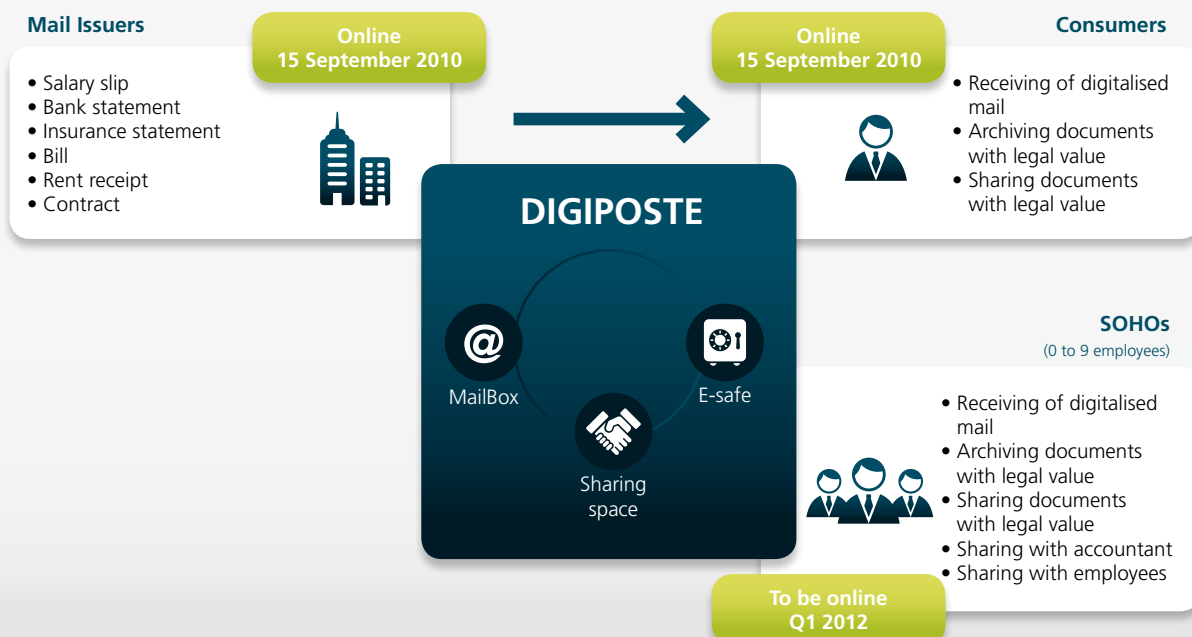 Mail Issuers
Online
15 September 2010
• Salary slip
• Bank statement
• Insurance statement
• Bill
• Rent receipt
• Contract
Online
15 September 2010
Consumers
• Receiving of digitalised
mail
• Archiving documents
with legal value
• Sharing documents
with legal value
DIGIPOSTE
@
MailBox
E-safe
Sharing
space
SOHOs
(0 to 9 employees)
• Receiving of digitalised
mail
• Archiving documents
with legal value
• Sharing documents
with legal value
• Sharing with accountant
• Sharing with employees
To be online
Q1 2012